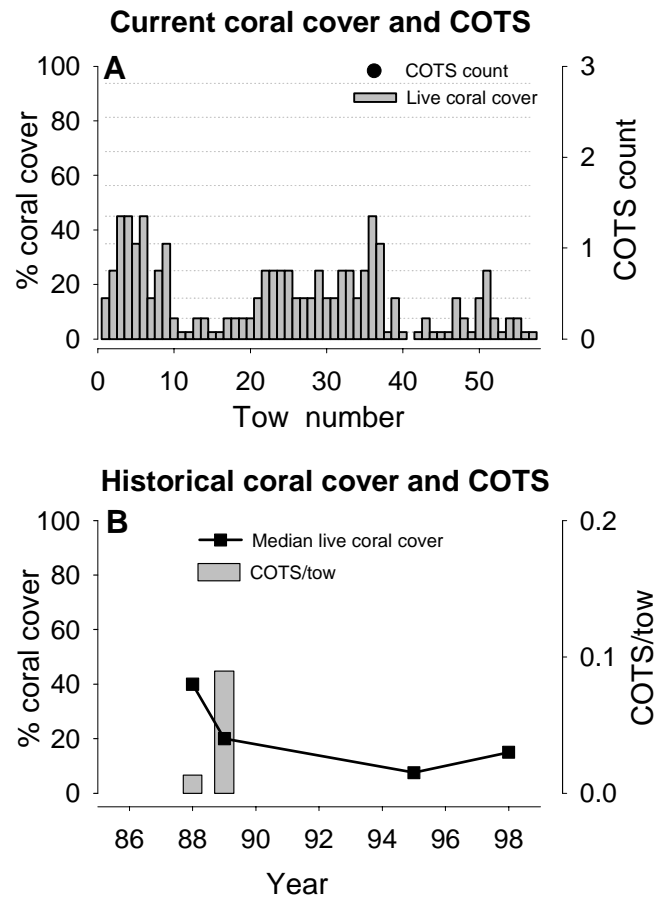 Current coral cover and COTS
A
COTS count
Live coral cover
100
80
60
40
20
0
% coral cover
3
2
1
0
COTS count
0 10 20 30 40 50
Tow number
Historical coral cover and COTS
B
Median live coral cover
COTS/tow
100
80
60
40
20
0
% coral cover
0.2
0.1
0.0
COTS/tow
86 88 90 92 94 96 98
Year